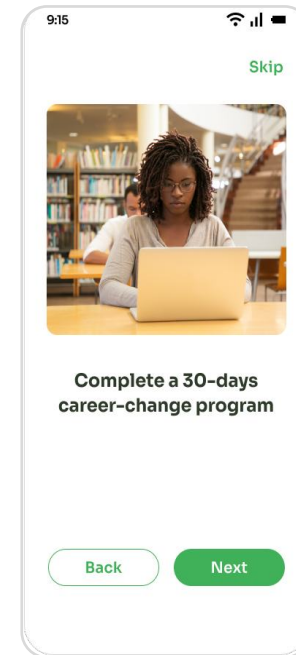 9:15
Skip
Complete a 30-days
career-change program
Back
Next